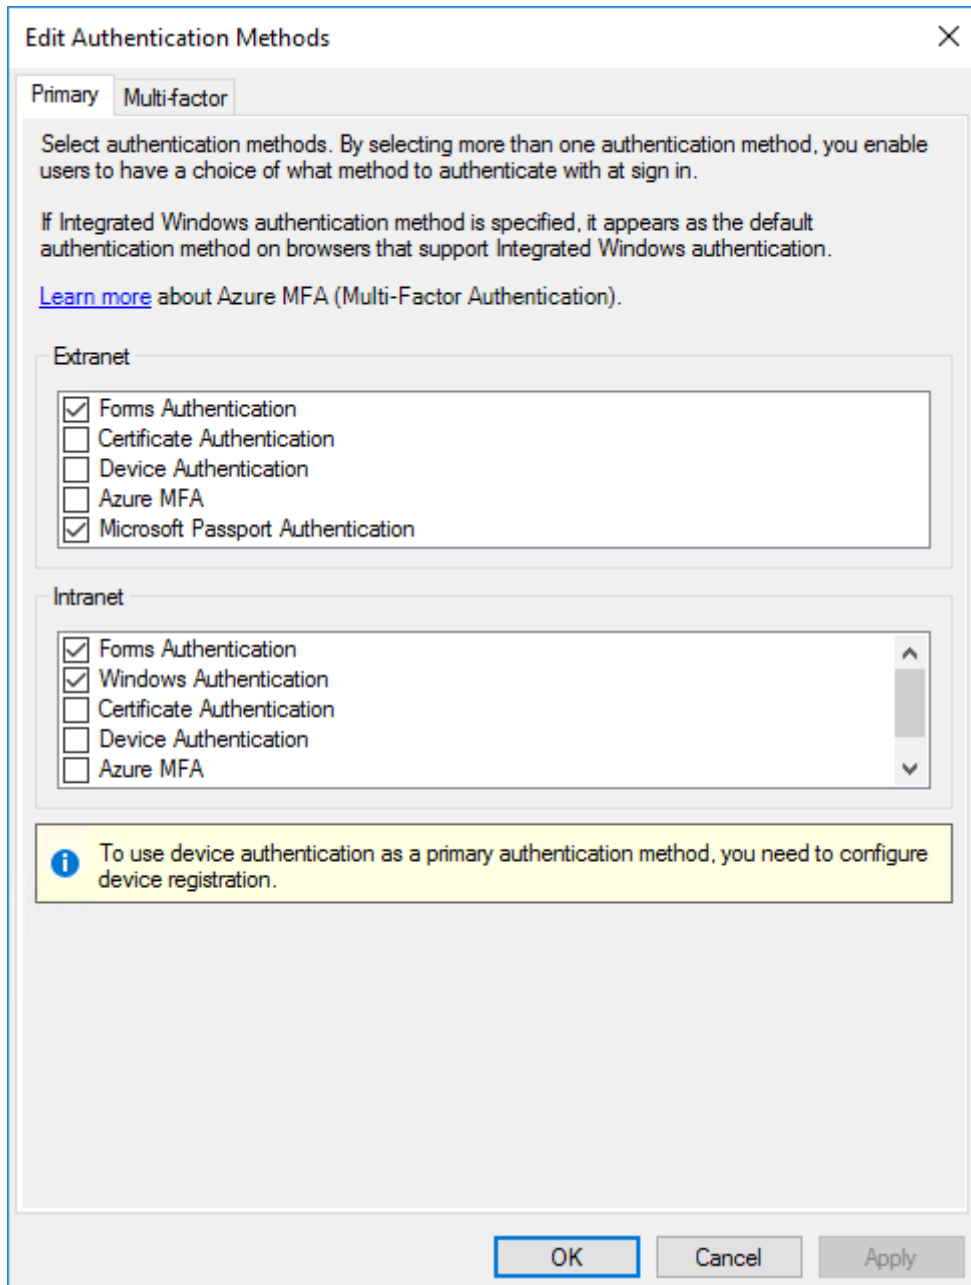 Edit Authentication Methods
Primary
Multi-factor
Select authentication methods. By selecting more than one authentication method, you enable
users to have a choice of what method to authenticate with at sign in.
If Integrated Windows authentication method is specified, it appears as the default
authentication method on browsers that support Integrated Windows authentication.
Learn more about Azure MFA (Multi-Factor Authentication).
Extranet
Forms Authentication
Certificate Authentication
Device Authentication
Azure MFA
Microsoft Passport Authentication
Intranet
Forms Authentication
Windows Authentication
Certificate Authentication
Device Authentication
Azure MFA
To use device authentication as a primary authentication method, you need to configure
device registration.
OK
Cancel
Apply